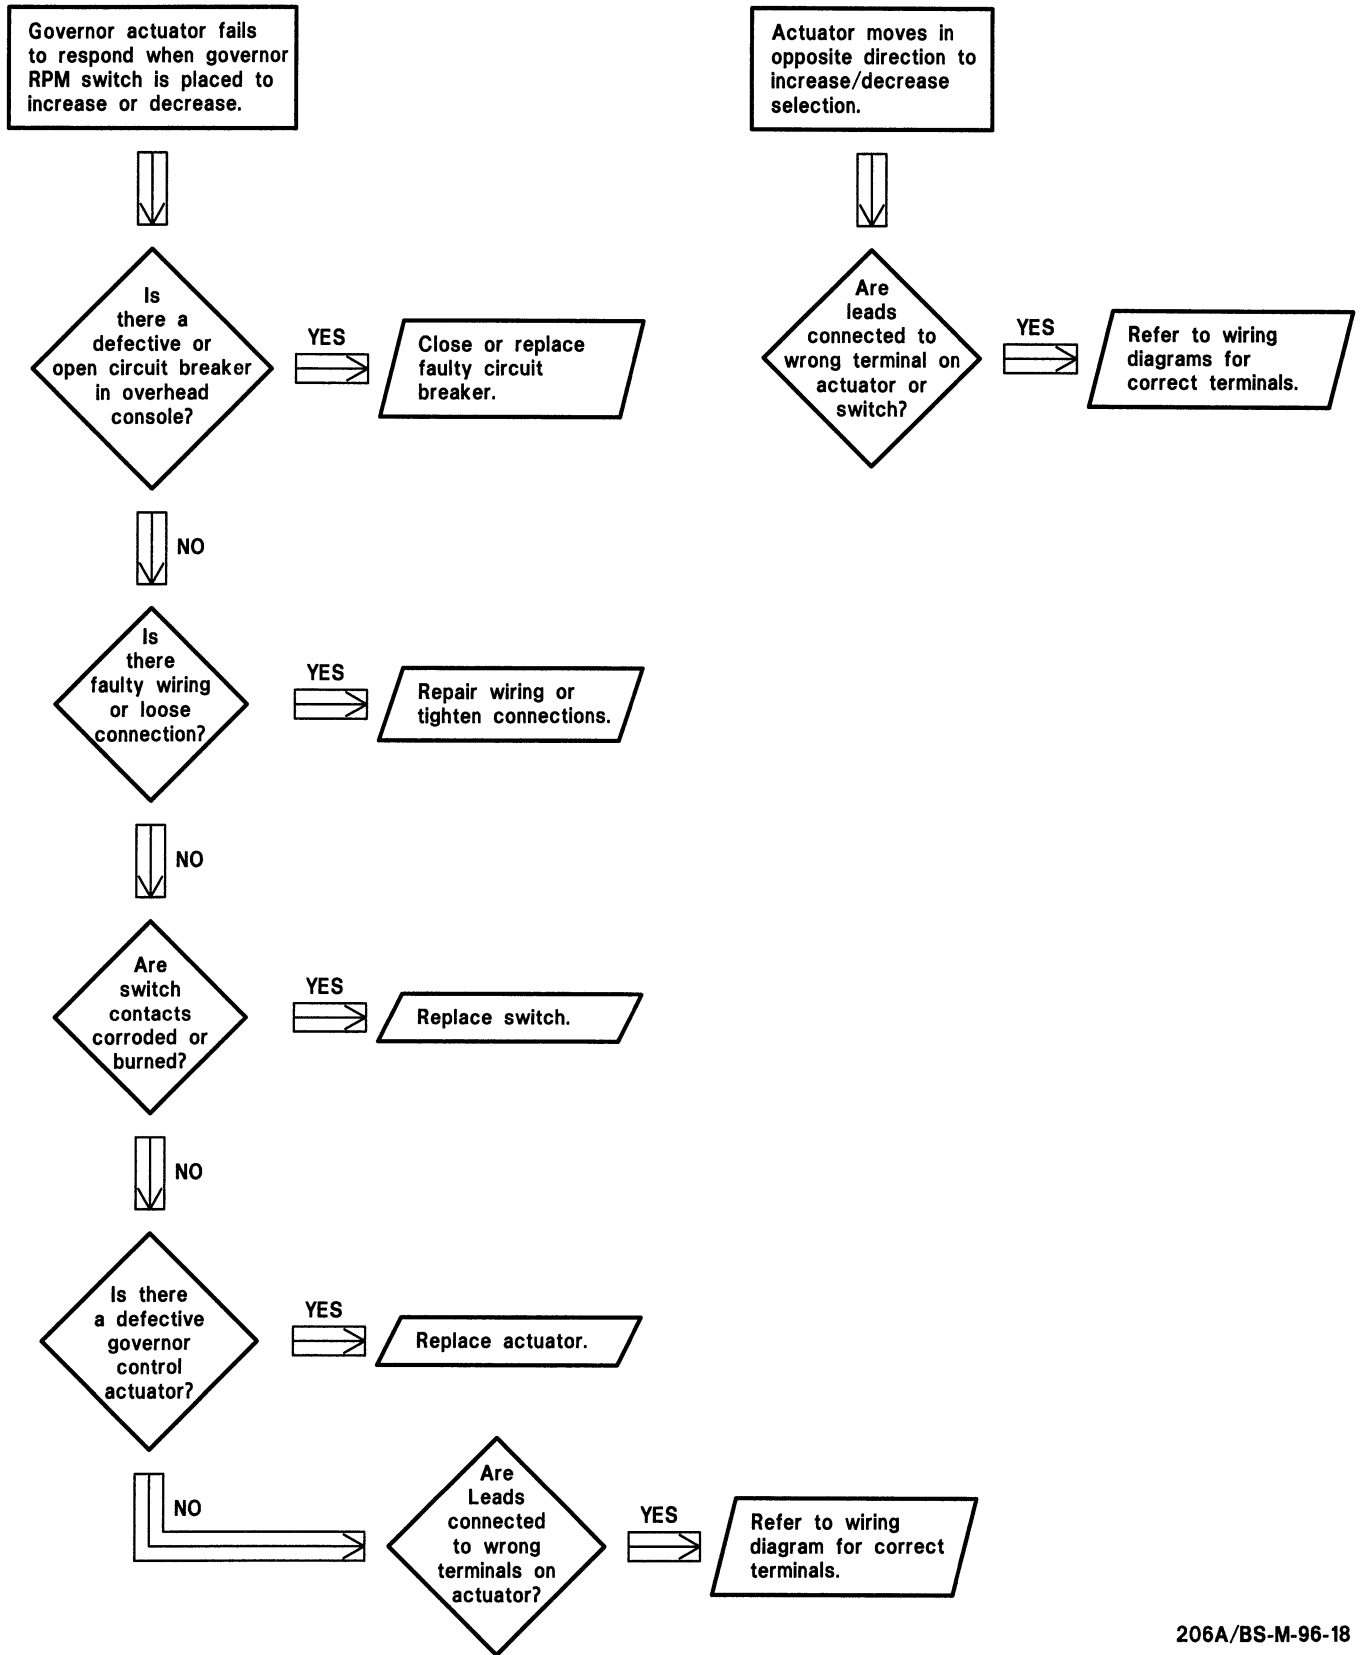 Governor actuator fails
to respond when governor
RPM switch is placed to
increase or decrease.
Is
there a
defective or
open circuit breaker
in overhead
console?
YES
Close or replace
faulty circuit
breaker.
NO
Is
there
faulty wiring
or loose
connection?
YES
Repair wiring or
tighten connections.
NO
Are
switch
contacts
corroded or
burned?
YES
Replace switch.
NO
Is there
a defective
governor
control
actuator?
YES
Replace actuator.
NO
Are
Leads
connected
to wrong
terminals on
actuator?
YES
Refer to wiring
diagram for correct
terminals.
Actuator moves in
opposite direction to
increase/decrease
selection.
Are
leads
connected to
wrong terminal on
actuator or
switch?
YES
Refer to wiring
diagrams for
correct terminals.
206A/BS-M-96-18